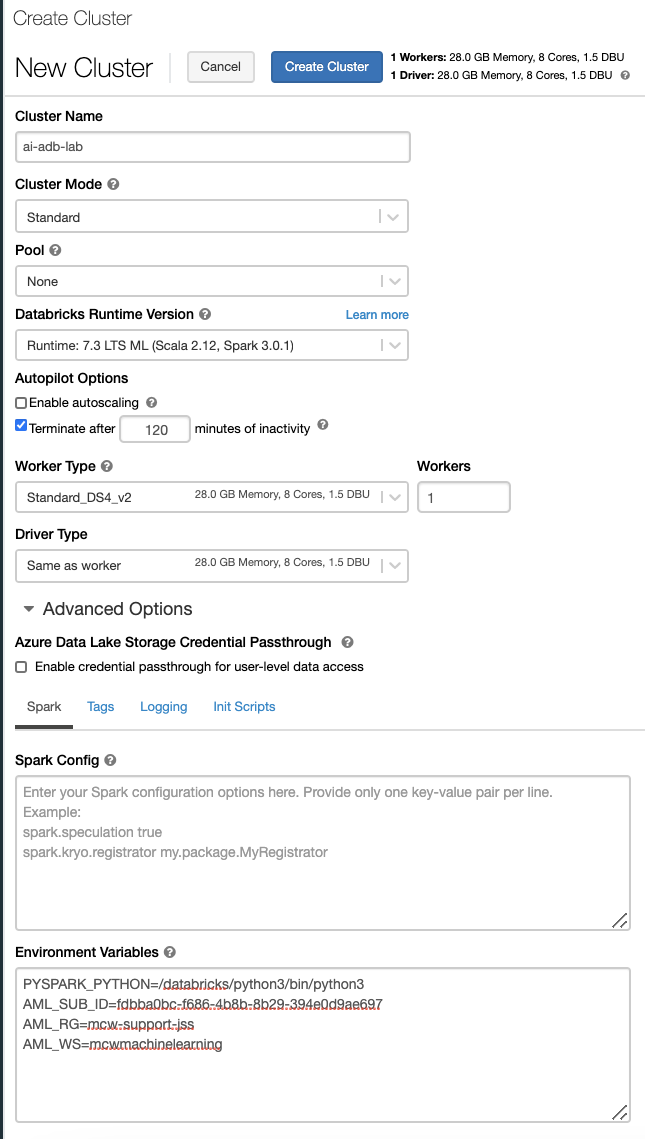 Create Cluster
New Cluster
Cancel
Create Cluster
1 Workers: 28.0 GB Memory, 8 Cores, 1.5 DBU
1 Driver: 28.0 GB Memory, 8 Cores, 1.5 DBU ?
Cluster Name
ai-adb-lab
Cluster Mode ?
Standard
Pool ?
None
Databricks Runtime Version ? Learn more
Runtime: 7.3 LTS ML (Scala 2.12, Spark 3.0.1)
Autopilot Options
Enable autoscaling ?
Terminate after 120 minutes of inactivity ?
Worker Type ? Workers
Standard_DS4_v2 28.0 GB Memory, 8 Cores, 1.5 DBU 1
Driver Type
Same as worker 28.0 GB Memory, 8 Cores, 1.5 DBU
Advanced Options
Azure Data Lake Storage Credential Passthrough ?
Enable credential passthrough for user-level data access
Spark Tags Logging Init Scripts
Spark Config ?
Enter your Spark configuration options here. Provide only one key-value pair per line.
Example:
spark.speculation true
spark.kryo.registrator my.package.MyRegistrator
Environment Variables ?
PYSPARK_PYTHON=/databricks/python3/bin/python3
AML_SUB_ID=fdbba0bc-f686-4b8b-8b29-394e0d9ae697
AML_RG=mcw-support-jss
AML_WS=mcwmachinelearning